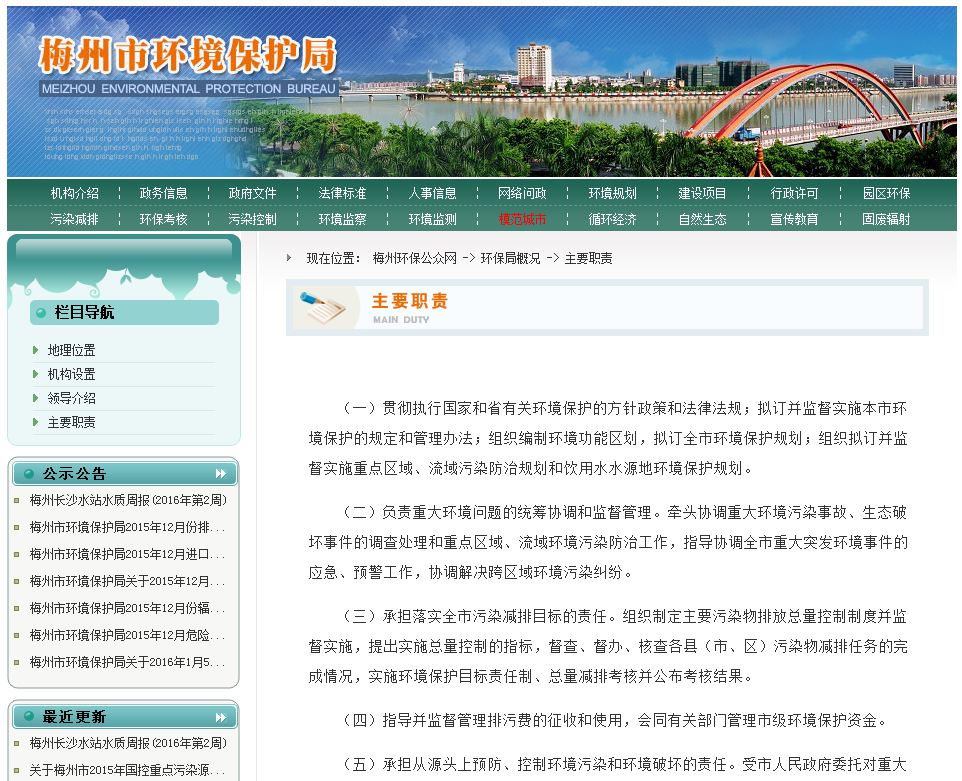 梅州市环境保护局
MEIZHOU ENVIRONMENTAL PROTECTION BUREAU
机构介绍 政务信息 政府文件 法律标准 人事信息 网络问政 环境规划 建设项目 行政许可 园区环保
污染减排 环保考核 污染控制 环境监察 环境监测 模范城市 循环经济 自然生态 宣传教育 固废辐射
现在位置： 梅州环保公众网 -> 环保局概况 -> 主要职责
栏目导航
地理位置
机构设置
领导介绍
主要职责
公示公告
梅州长沙水站水质周报(2016年第2周)
梅州市环境保护局2015年12月份排...
梅州市环境保护局2015年12月进口...
梅州市环境保护局关于2015年12月...
梅州市环境保护局2015年12月份辐...
梅州市环境保护局2015年12月危险...
梅州市环境保护局关于2016年1月5...
最近更新
梅州长沙水站水质周报(2016年第2周)
关于梅州市2015年国控重点污染源...
主要职责
MAIN DUTY
（一）贯彻执行国家和省有关环境保护的方针政策和法律法规；拟订并监督实施本市环
境保护的规定和管理办法；组织编制环境功能区划，拟订全市环境保护规划；组织拟订并监
督实施重点区域、流域污染防治规划和饮用水水源地环境保护规划。
（二）负责重大环境问题的统筹协调和监督管理。牵头协调重大环境污染事故、生态破
坏事件的调查处理和重点区域、流域环境污染防治工作，指导协调全市重大突发环境事件的
应急、预警工作，协调解决跨区域环境污染纠纷。
（三）承担落实全市污染减排目标的责任。组织制定主要污染物排放总量控制制度并监
督实施，提出实施总量控制的指标，督查、督办、核查各县（市、区）污染物减排任务的完
成情况，实施环境保护目标责任制、总量减排考核并公布考核结果。
（四）指导并监督管理排污费的征收和使用，会同有关部门管理市级环境保护资金。
（五）承担从源头上预防、控制环境污染和环境破坏的责任。受市人民政府委托对重大